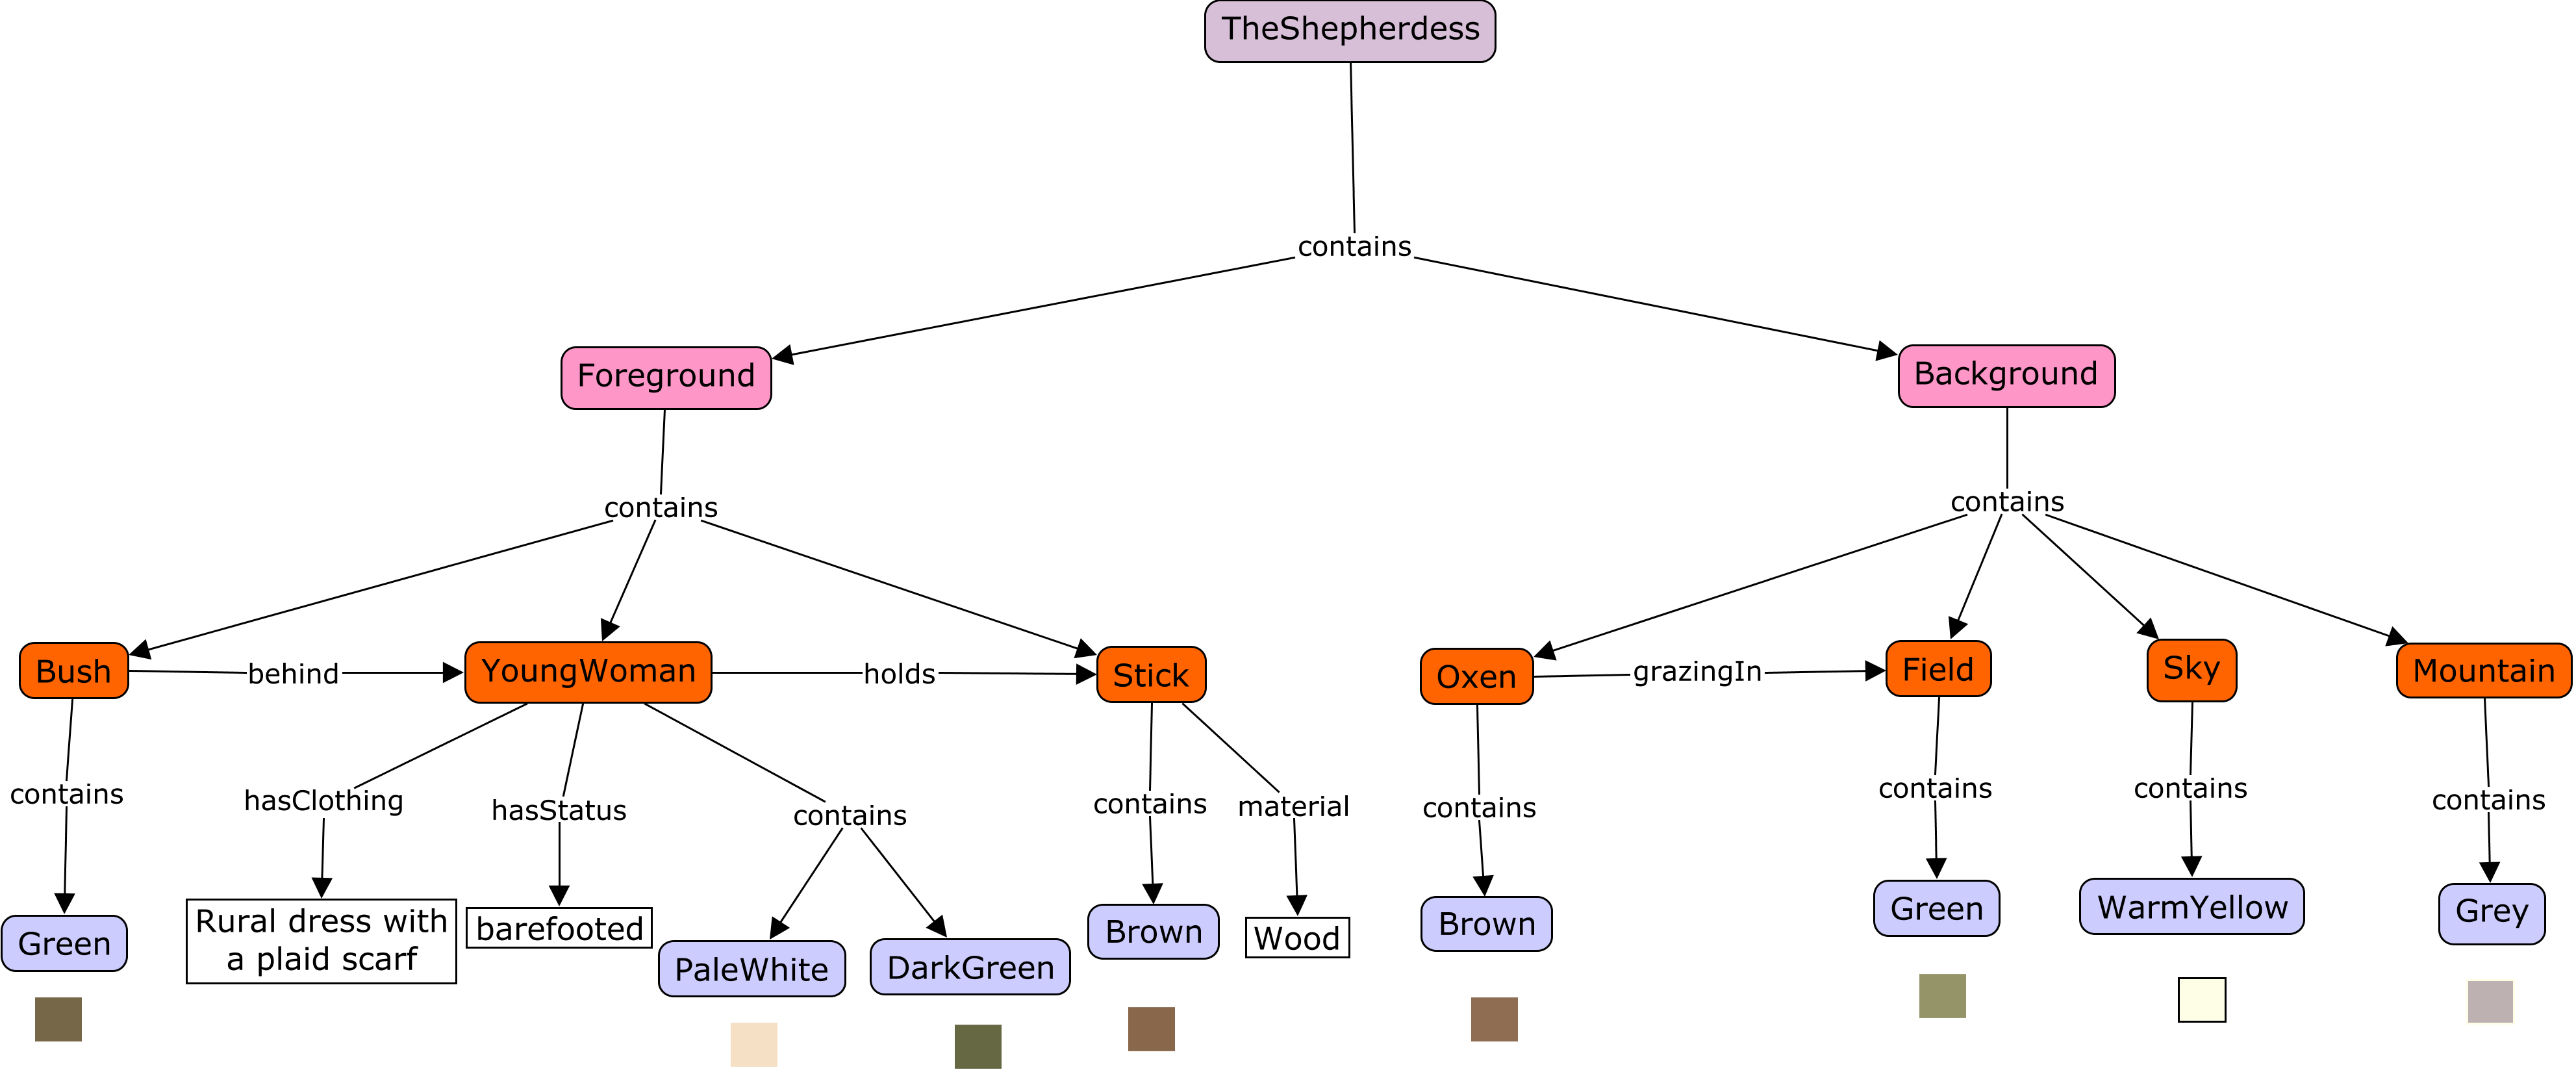 TheShepherdess
contains
Foreground
Background
contains
contains
Bush
behind
YoungWoman
holds
Stick
Oxen
grazingIn
Field
Sky
Mountain
contains
hasClothing
hasStatus
contains
contains
material
contains
contains
contains
contains
Green
Rural dress with
a plaid scarf
barefooted
PaleWhite
DarkGreen
Brown
Wood
Brown
Green
WarmYellow
Grey